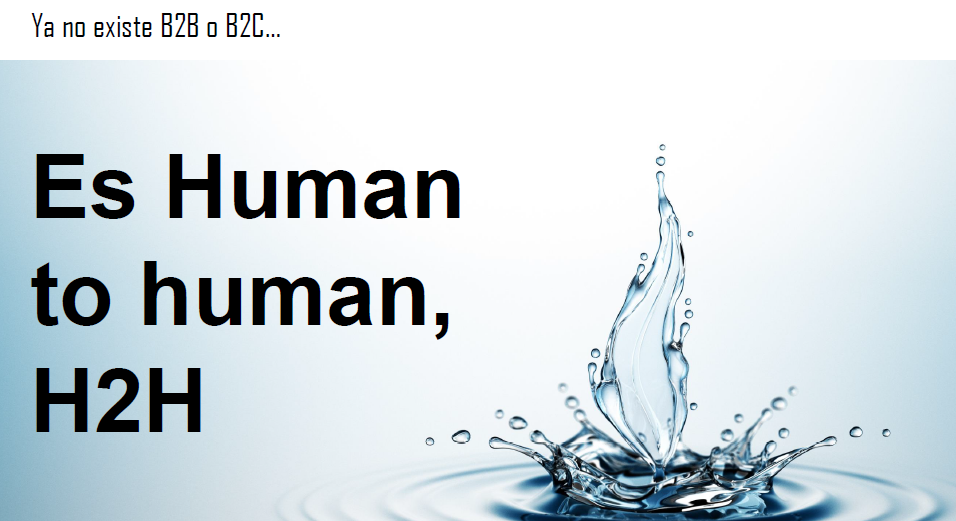 Ya no existe B2B o B2C...
Es Human
to human,
H2H